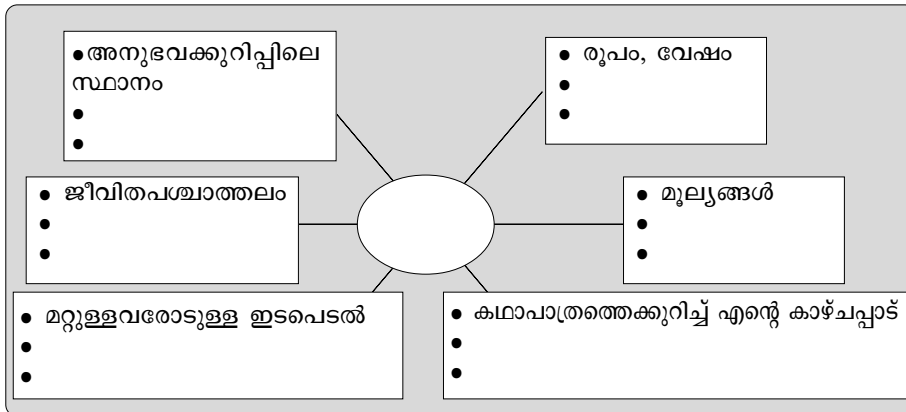 ●അനുഭവക്കുറിപ്പിലെ
സ്ഥാനം
●
●
● രൂപം, വേഷം
●
●
● ജീവിതപശ്ചാത്തലം
●
●
● മൂല്യങ്ങൾ
●
●
● മറ്റുള്ളവരോടുള്ള ഇടപെടൽ
●
●
● കഥാപാത്രത്തെക്കുറിച്ച് എന്റെ കാഴ്ചപ്പാട്
●
●